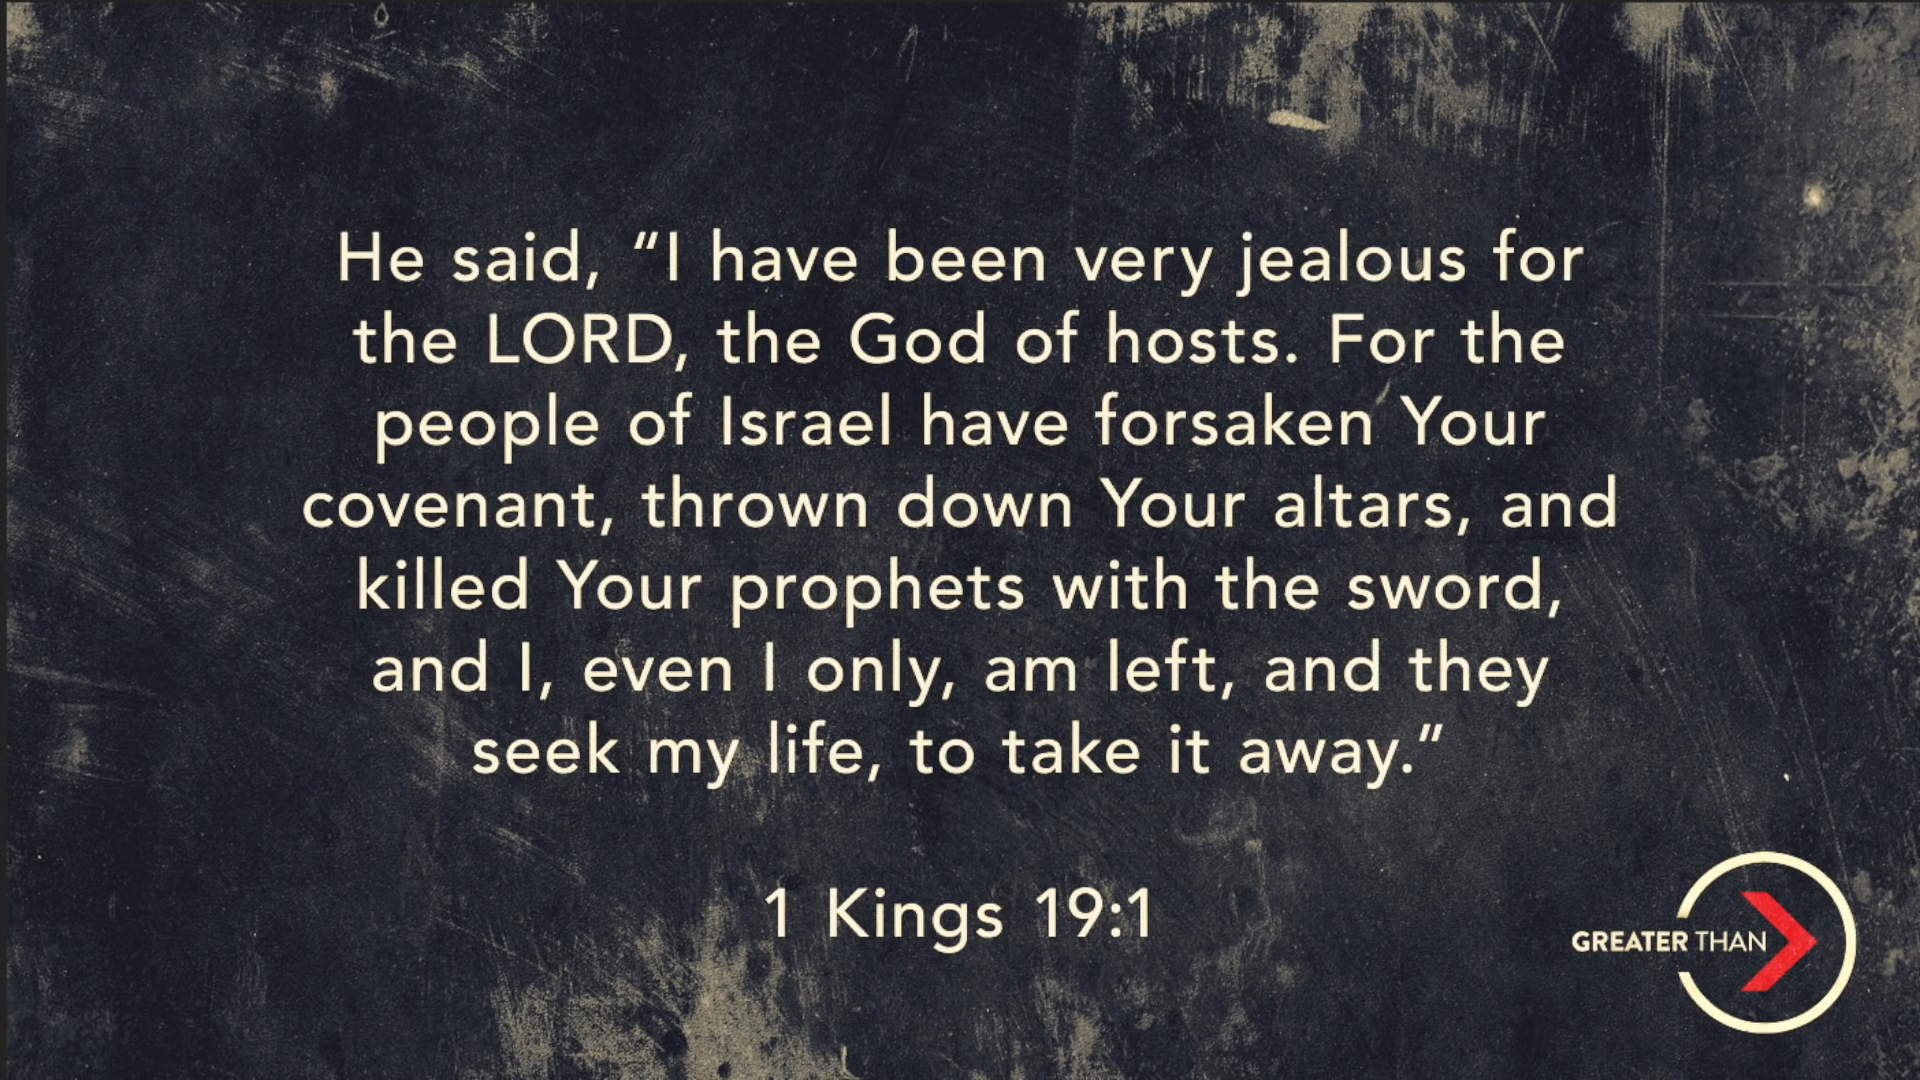 He said, “I have been very jealous for
the LORD, the God of hosts. For the
people of Israel have forsaken Your
covenant, thrown down Your altars, and
killed Your prophets with the sword,
and I, even I only, am left, and they
seek my life, to take it away.”
1 Kings 19:1
GREATER THAN